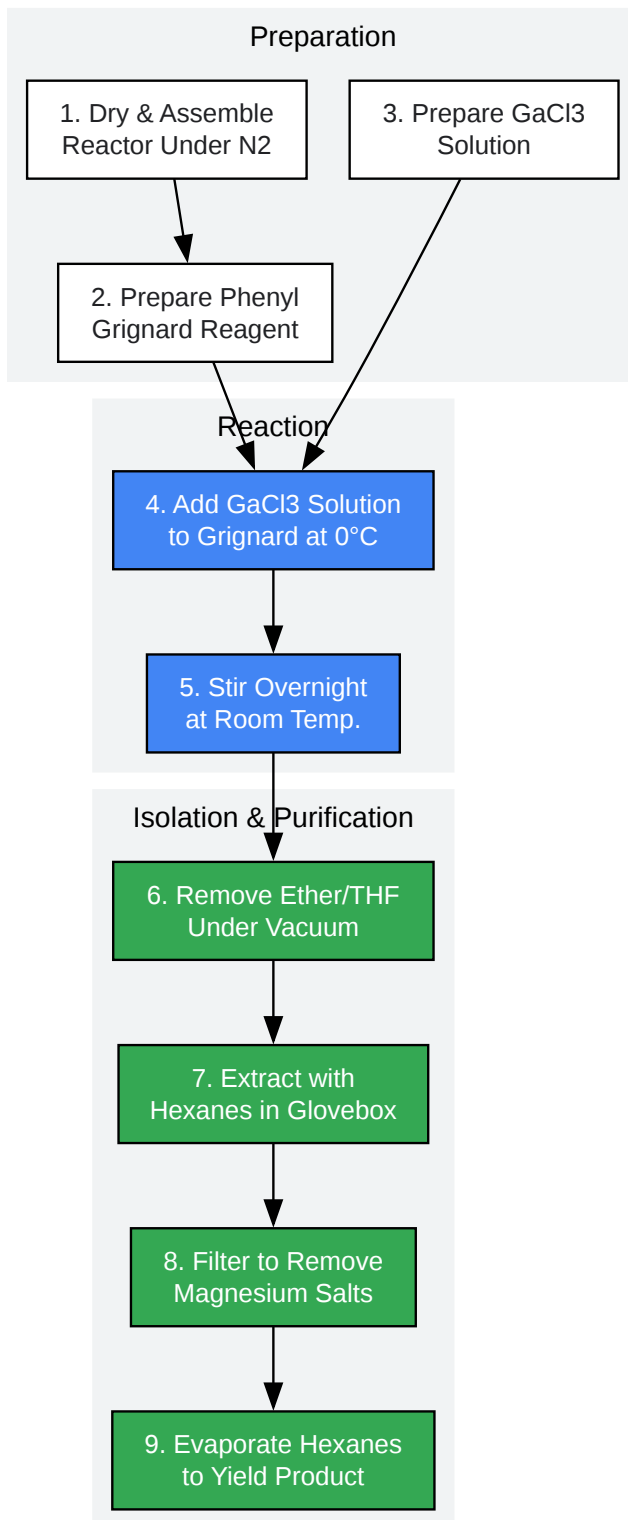 Preparation
1. Dry & Assemble
Reactor Under N2
3. Prepare GaCl3
Solution
2. Prepare Phenyl
Grignard Reagent
Reaction
4. Add GaCl3 Solution
to Grignard at 0°C
5. Stir Overnight
at Room Temp.
Isolation & Purification
6. Remove Ether/THF
Under Vacuum
7. Extract with
Hexanes in Glovebox
8. Filter to Remove
Magnesium Salts
9. Evaporate Hexanes
to Yield Product